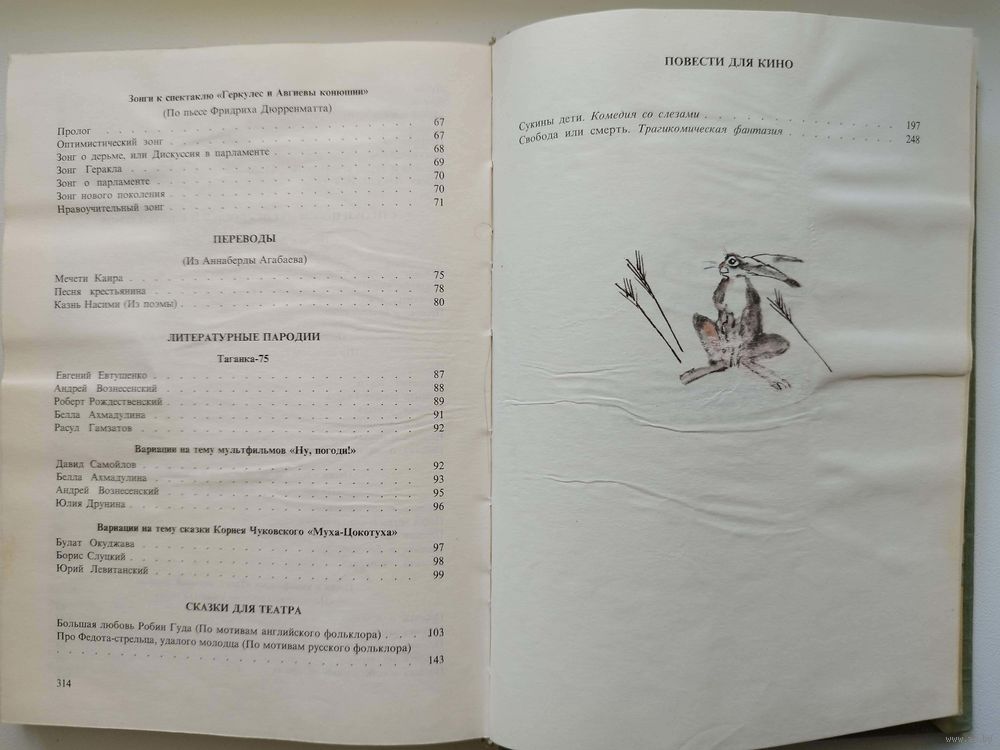 Зонги к спектаклю «Геркулес и Авгиевы конюшни»
(По пьесе Фридриха Дюрренматта)
Пролог . . . . . . . . . . . . . . . . 67
Оптимистический зонг . . . . . . . . . . . . . 67
Зонг о дерьме, или Дискуссия в парламенте . . . . . . . 68
Зонг Геракла . . . . . . . . . . . . . . 69
Зонг о парламенте . . . . . . . . . . . . . 70
Зонг нового поколения . . . . . . . . . . . . 70
Нравоучительный зонг . . . . . . . . . . . . 71
ПЕРЕВОДЫ
(Из Аннаберды Агабаева)
Мечети Каира . . . . . . . . . . . . . . 75
Песня крестьянина . . . . . . . . . . . . . 78
Казнь Насими (Из поэмы) . . . . . . . . . . . 80
ЛИТЕРАТУРНЫЕ ПАРОДИИ
Таганка-75
Евгений Евтушенко . . . . . . . . . . . . . 87
Андрей Вознесенский . . . . . . . . . . . . 88
Роберт Рождественский . . . . . . . . . . . . 89
Белла Ахмадулина . . . . . . . . . . . . . 91
Расул Гамзатов . . . . . . . . . . . . . 92
Вариации на тему мультфильмов «Ну, погоди!»
Давид Самойлов . . . . . . . . . . . . . 92
Белла Ахмадулина . . . . . . . . . . . . . 93
Андрей Вознесенский . . . . . . . . . . . . 95
Юлия Друнина . . . . . . . . . . . . . . 96
Вариации на тему сказки Корнея Чуковского «Муха-Цокотуха»
Булат Окуджава . . . . . . . . . . . . . 97
Борис Слуцкий . . . . . . . . . . . . . . 98
Юрий Левитанский . . . . . . . . . . . . . 99
СКАЗКИ ДЛЯ ТЕАТРА
Большая любовь Робин Гуда (По мотивам английского фольклора) . . . 103
Про Федота-стрельца, удалого молодца (По мотивам русского фольклора)
. . . . . . . . . . . . . . . . . . 143
314
ПОВЕСТИ ДЛЯ КИНО
Сукины дети. Комедия со слезами . . . . . . . . . . 197
Свобода или смерть. Трагикомическая фантазия . . . . . . 248